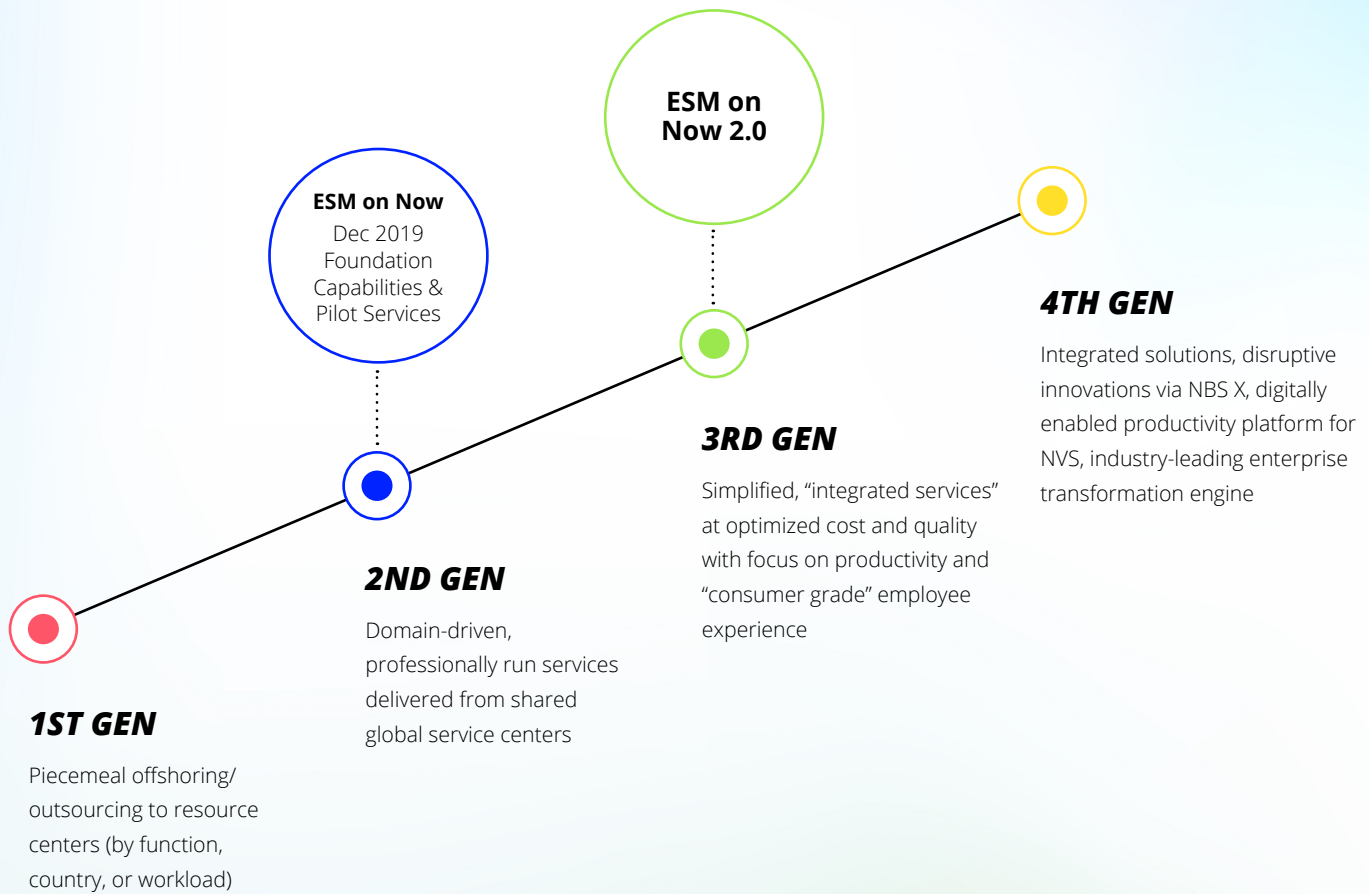 ESM on
Now 2.0
ESM on Now
Dec 2019
Foundation
Capabilities &
Pilot Services
1ST GEN
Piecemeal offshoring/
outsourcing to resource
centers (by function,
country, or workload)
2ND GEN
Domain-driven,
professionally run services
delivered from shared
global service centers
3RD GEN
Simplified, “integrated services”
at optimized cost and quality
with focus on productivity and
“consumer grade” employee
experience
4TH GEN
Integrated solutions, disruptive
innovations via NBS X, digitally
enabled productivity platform for
NVS, industry-leading enterprise
transformation engine